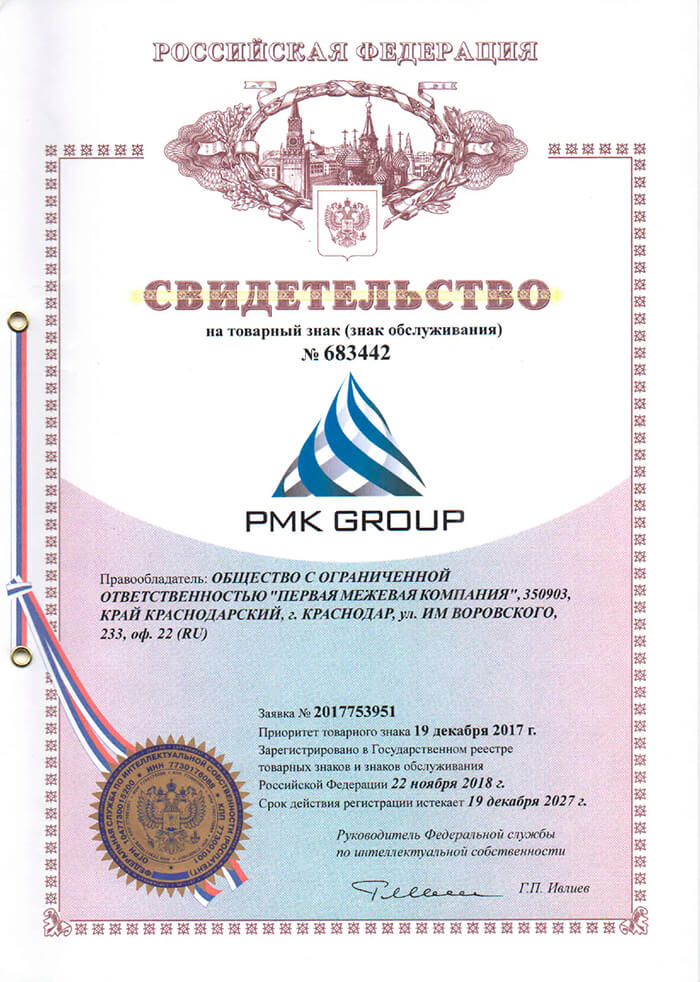 РОССИЙСКАЯ ФЕДЕРАЦИЯ
СВИДЕТЕЛЬСТВО
на товарный знак (знак обслуживания)
№ 683442
PMK GROUP
Правообладатель: ОБЩЕСТВО С ОГРАНИЧЕННОЙ
ОТВЕТСТВЕННОСТЬЮ "ПЕРВАЯ МЕЖЕВАЯ КОМПАНИЯ", 350903,
КРАЙ КРАСНОДАРСКИЙ, г. КРАСНОДАР, ул. ИМ ВОРОВСКОГО,
233, оф. 22 (RU)
Заявка № 2017753951
Приоритет товарного знака 19 декабря 2017 г.
Зарегистрировано в Государственном реестре
товарных знаков и знаков обслуживания
Российской Федерации 22 ноября 2018 г.
Срок действия регистрации истекает 19 декабря 2027 г.
Руководитель Федеральной службы
по интеллектуальной собственности
Г.П. Ивлиев
ФЕДЕРАЛЬНАЯ СЛУЖБА ПО ИНТ�еллектуальной СОБСТВЕННОСТИ (РОСПАТЕНТ)
ОГРН 1047730015200 * ИНН 7730176088 * КПП 773001001